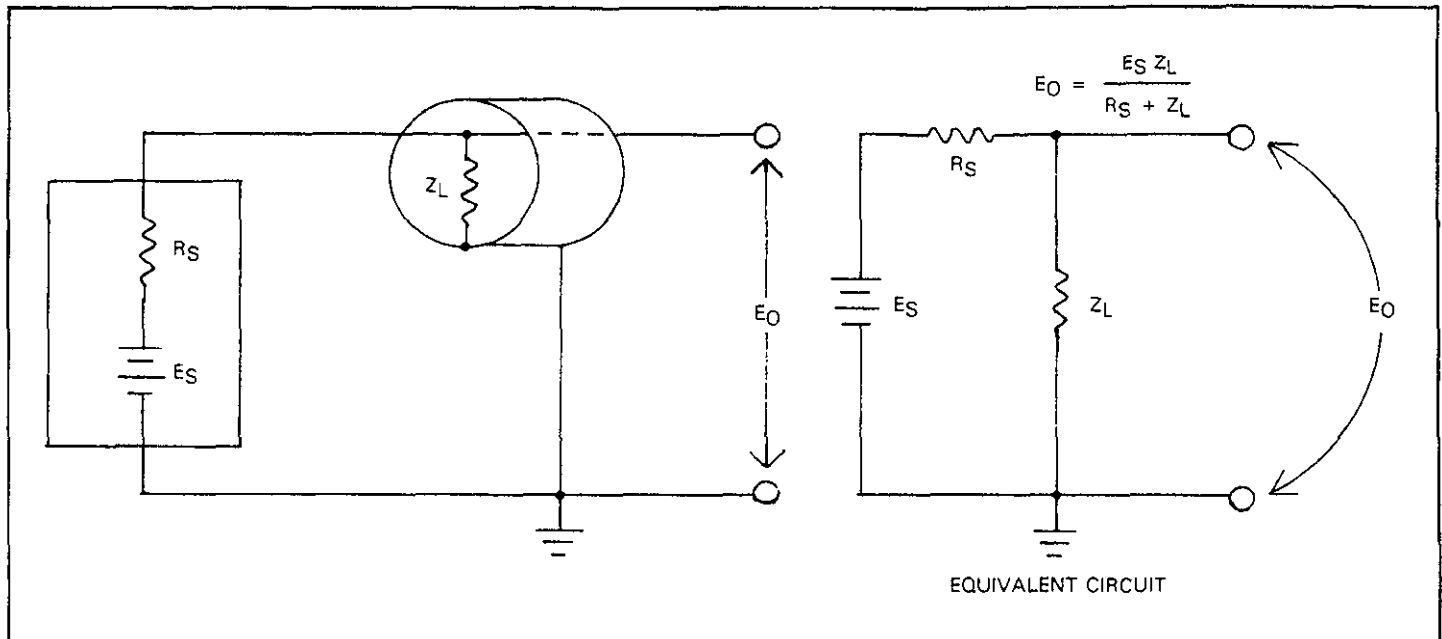 E_O = E_S Z_L / R_S + Z_L
Z_L
R_S
R_S
E_S
E_O
E_S
Z_L
E_O
EQUIVALENT CIRCUIT